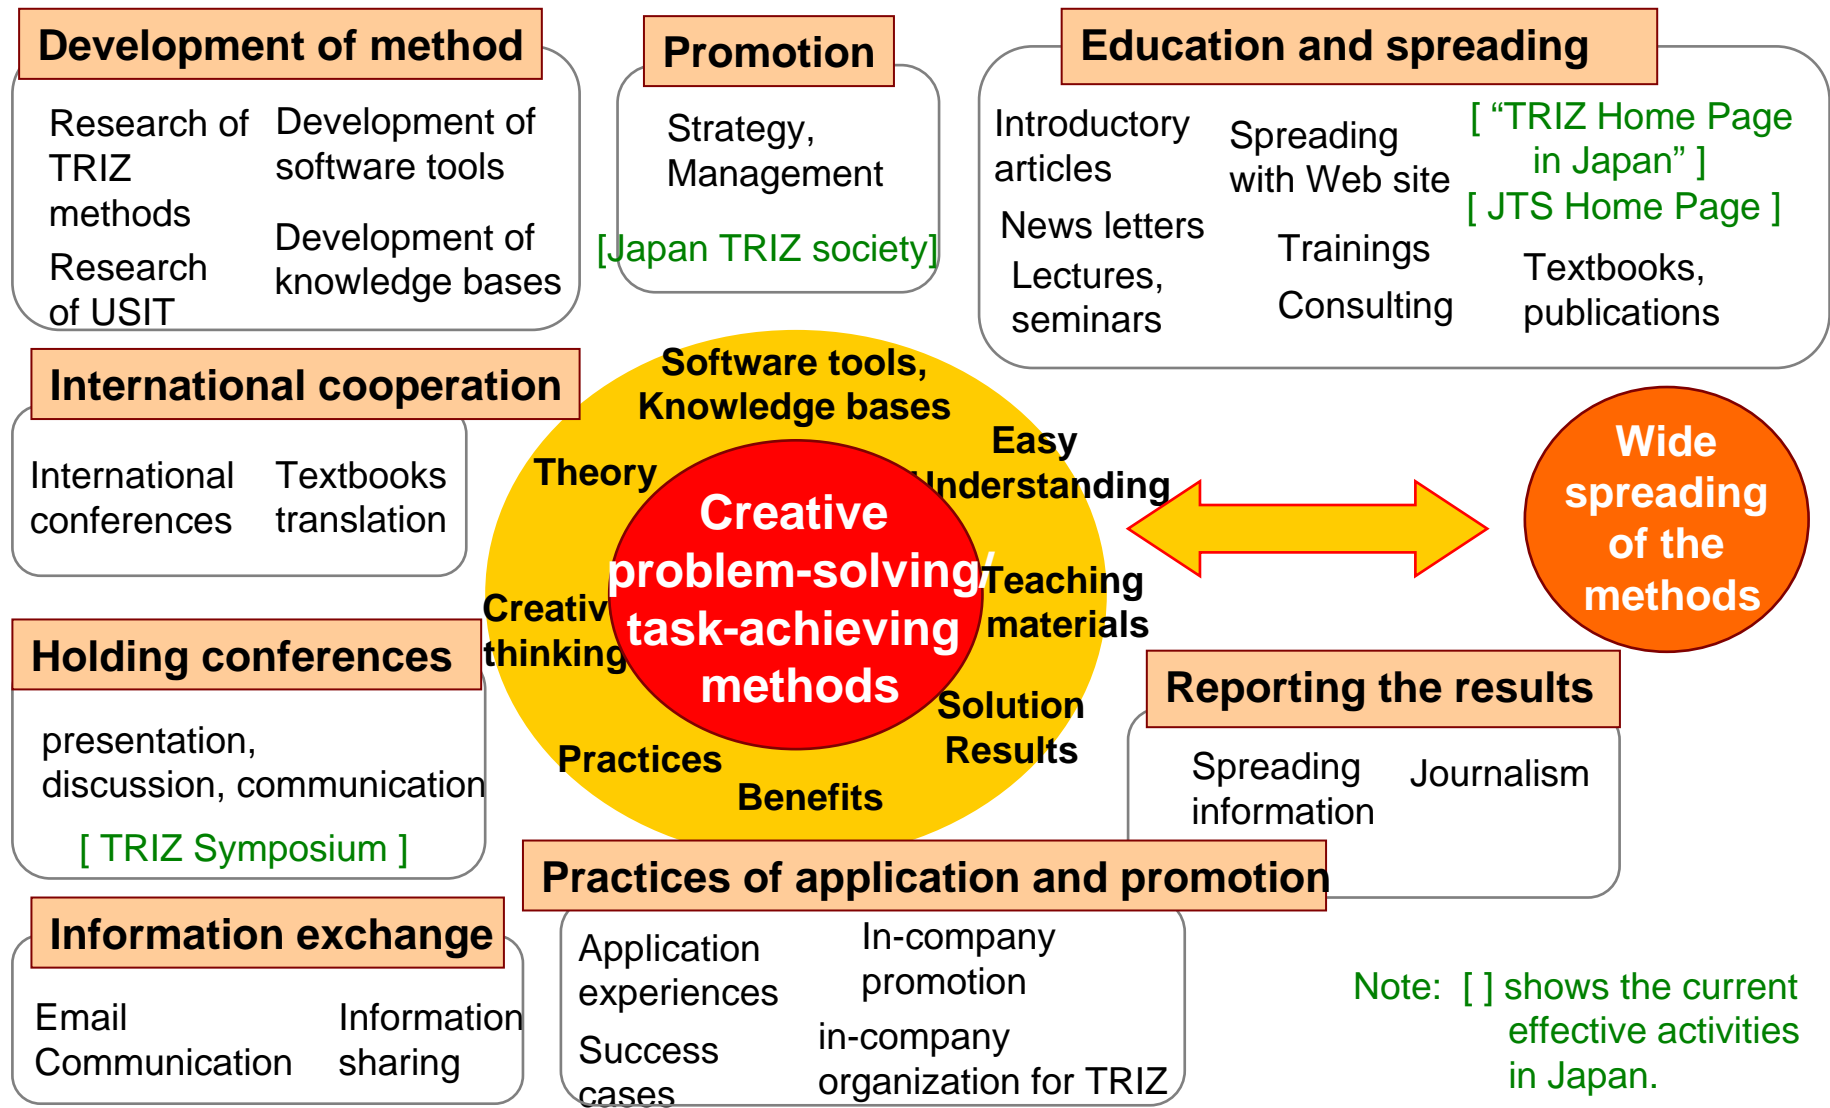 Development of method
Research of
TRIZ
methods
Research
of USIT
Development of
software tools
Development of
knowledge bases
Promotion
Strategy,
Management
[Japan TRIZ society]
Education and spreading
Introductory
articles
News letters
Lectures,
seminars
Spreading
with Web site
Trainings
Consulting
[ “TRIZ Home Page
in Japan” ]
[ JTS Home Page ]
Textbooks,
publications
International cooperation
International
conferences
Textbooks
translation
Software tools,
Knowledge bases
Theory
Easy
Understanding
Creative
problem-solving/
task-achieving
methods
Creative
thinking
Teaching
materials
Solution
Results
Practices
Benefits
Wide
spreading
of the
methods
Holding conferences
presentation,
discussion, communication
[ TRIZ Symposium ]
Reporting the results
Spreading
information
Journalism
Information exchange
Email
Communication
Information
sharing
Practices of application and promotion
Application
experiences
Success
cases
In-company
promotion
in-company
organization for TRIZ
Note: [ ] shows the current
effective activities
in Japan.